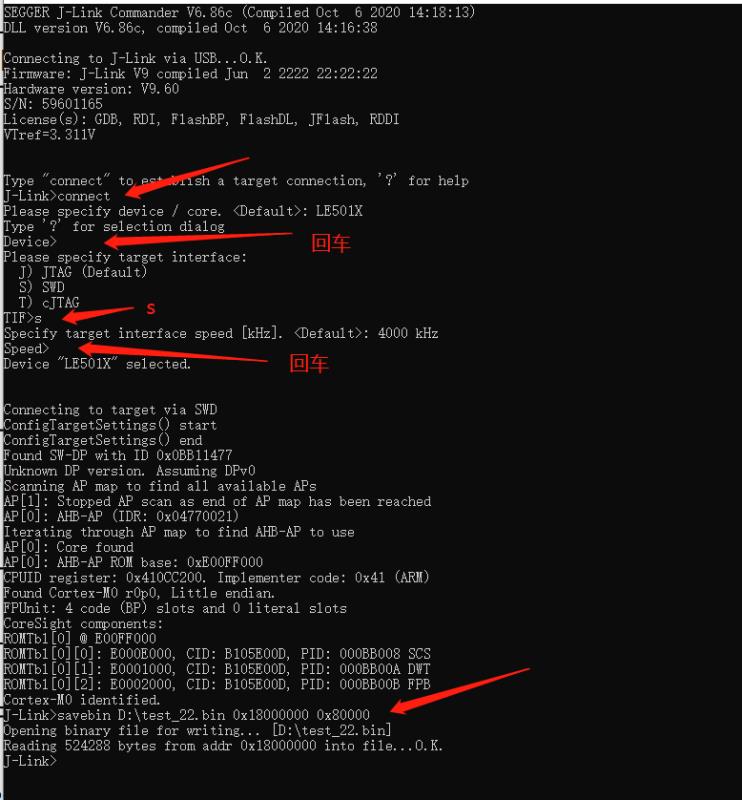 SEGGER J-Link Commander V6.86c (Compiled Oct  6 2020 14:18:13)
DLL version V6.86c, compiled Oct  6 2020 14:16:38
Connecting to J-Link via USB...O.K.
Firmware: J-Link V9 compiled Jun  2 2222 22:22:22
Hardware version: V9.60
S/N: 59601165
License(s): GDB, RDI, FlashBP, FlashDL, JFlash, RDDI
VTref=3.311V
Type "connect" to establish a target connection, '?' for help
J-Link>connect
Please specify device / core. <Default>: LE501X
Type '?' for selection dialog
Device>
回车
Please specify target interface:
  J) JTAG (Default)
  S) SWD
  T) cJTAG
TIF>s
s
Specify target interface speed [kHz]. <Default>: 4000 kHz
Speed>
回车
Device "LE501X" selected.
Connecting to target via SWD
ConfigTargetSettings() start
ConfigTargetSettings() end
Found SW-DP with ID 0x0BB11477
Unknown DP version. Assuming DPv0
Scanning AP map to find all available APs
AP[1]: Stopped AP scan as end of AP map has been reached
AP[0]: AHB-AP (IDR: 0x04770021)
Iterating through AP map to find AHB-AP to use
AP[0]: Core found
AP[0]: AHB-AP ROM base: 0xE00FF000
CPUID register: 0x410CC200. Implementer code: 0x41 (ARM)
Found Cortex-M0 r0p0, Little endian.
FPUnit: 4 code (BP) slots and 0 literal slots
CoreSight components:
ROMTbl[0] @ E00FF000
ROMTbl[0][0]: E000E000, CID: B105E00D, PID: 000BB008 SCS
ROMTbl[0][1]: E0001000, CID: B105E00D, PID: 000BB00A DWT
ROMTbl[0][2]: E0002000, CID: B105E00D, PID: 000BB00B FPB
Cortex-M0 identified.
J-Link>savebin D:\test_22.bin 0x18000000 0x80000
Opening binary file for writing... [D:\test_22.bin]
Reading 524288 bytes from addr 0x18000000 into file...O.K.
J-Link>